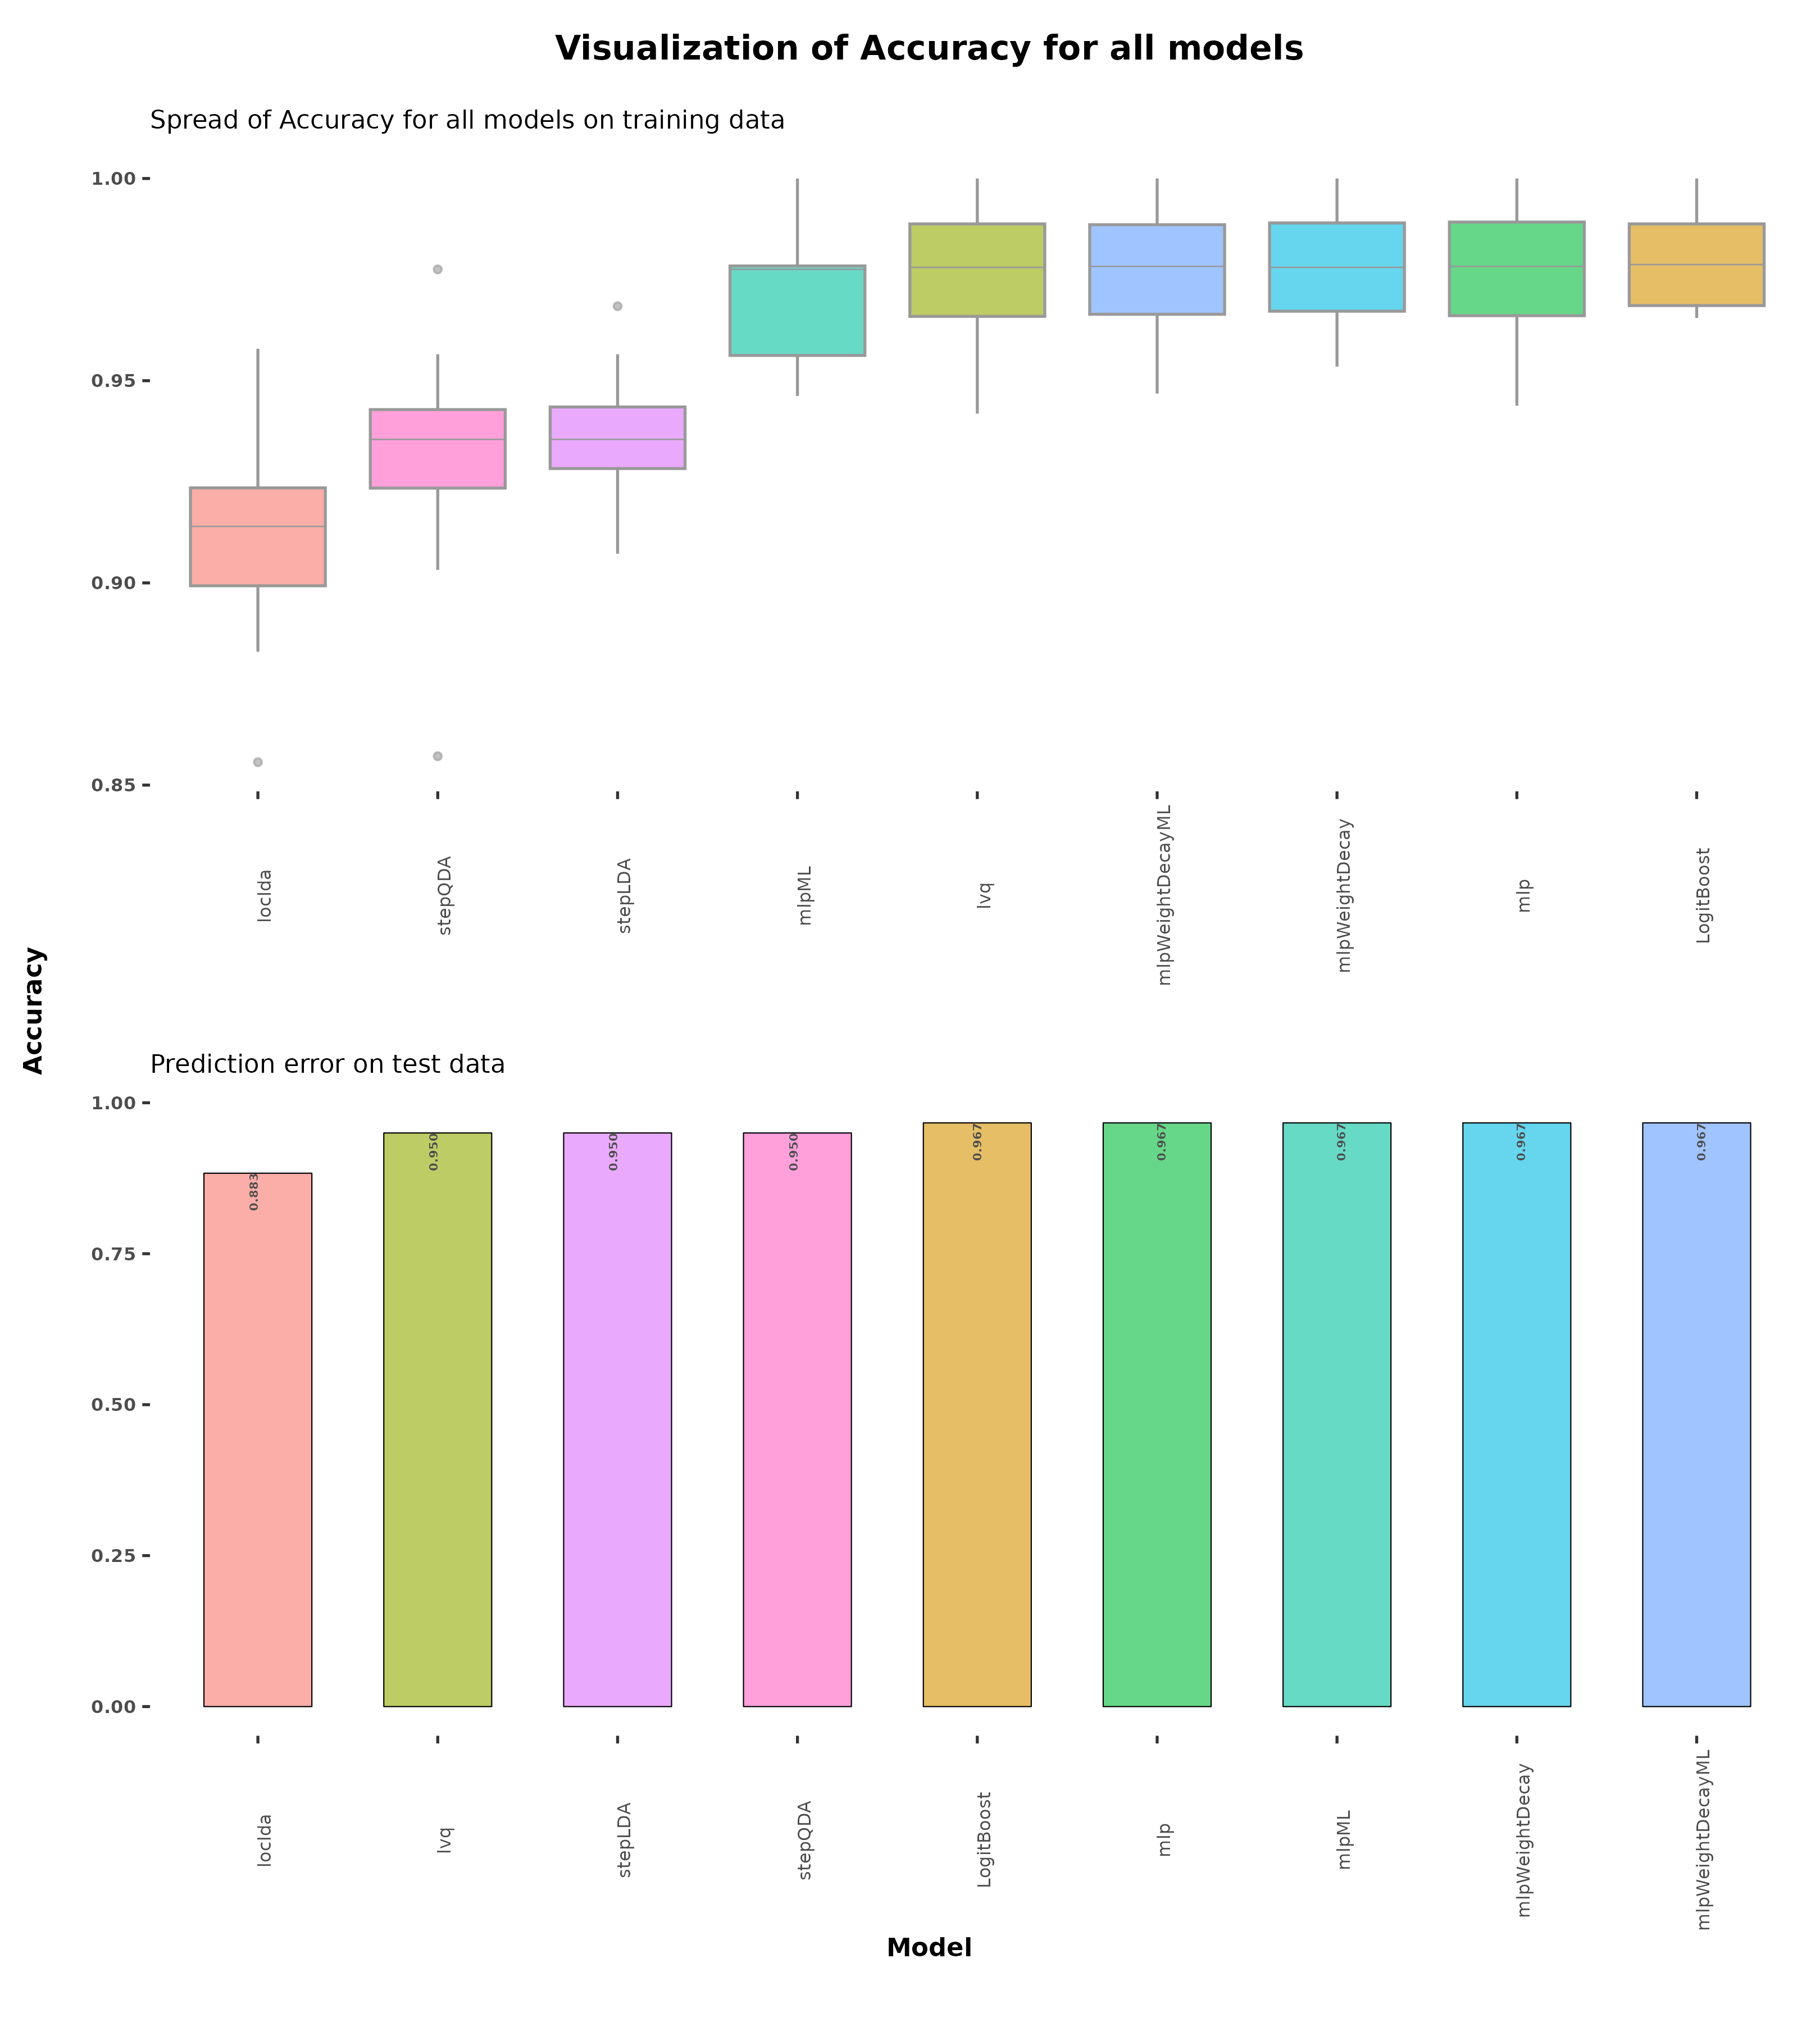 Visualization of Accuracy for all models
Spread of Accuracy for all models on training data
1.00
0.95
0.90
0.85
loclda
stepQDA
stepLDA
mlpML
lvq
mlpWeightDecayML
mlpWeightDecay
mlp
LogitBoost
Accuracy
Prediction error on test data
1.00
0.75
0.50
0.25
0.00
0.883
0.950
0.950
0.950
0.967
0.967
0.967
0.967
0.967
loclda
lvq
stepLDA
stepQDA
LogitBoost
mlp
mlpML
mlpWeightDecay
mlpWeightDecayML
Model